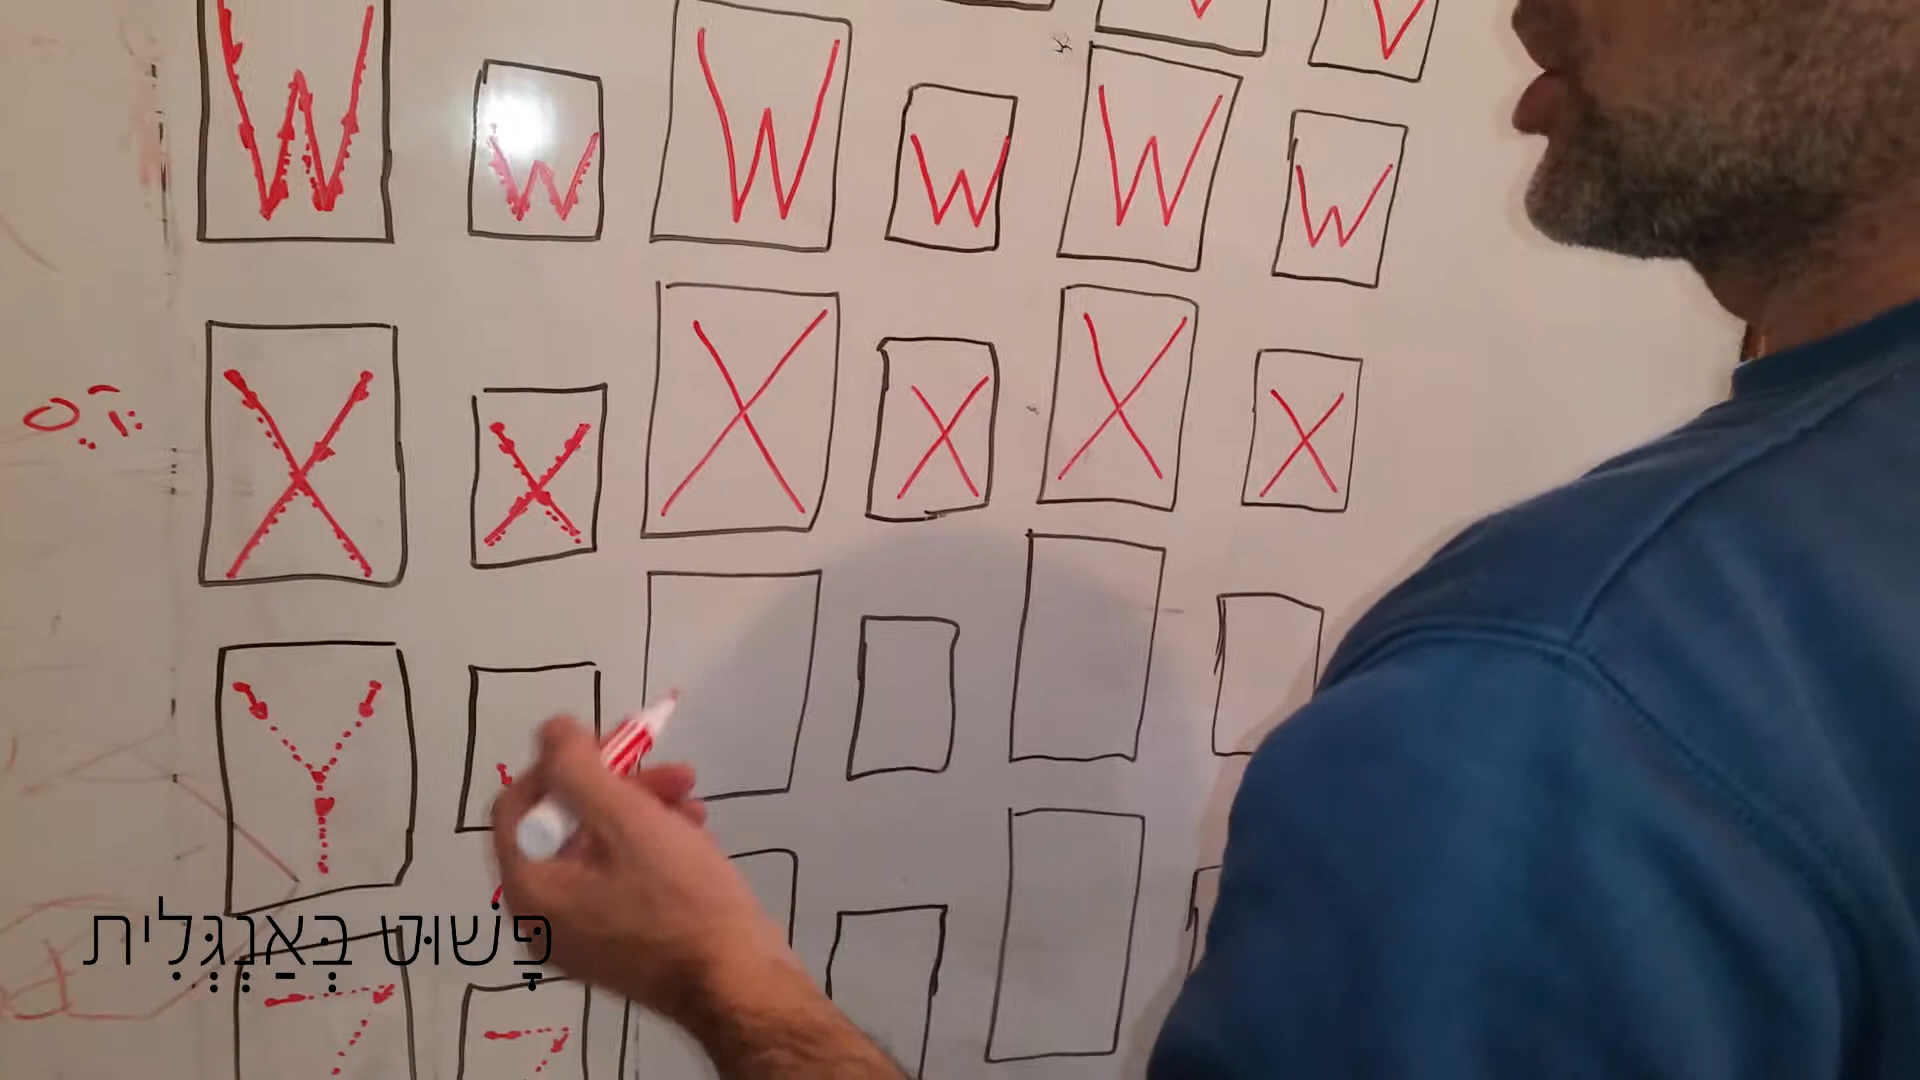 V v
W w W w W w
X x X x X x
Y
Z z
פָּשׁוּט בְּאַנֶגְלִית